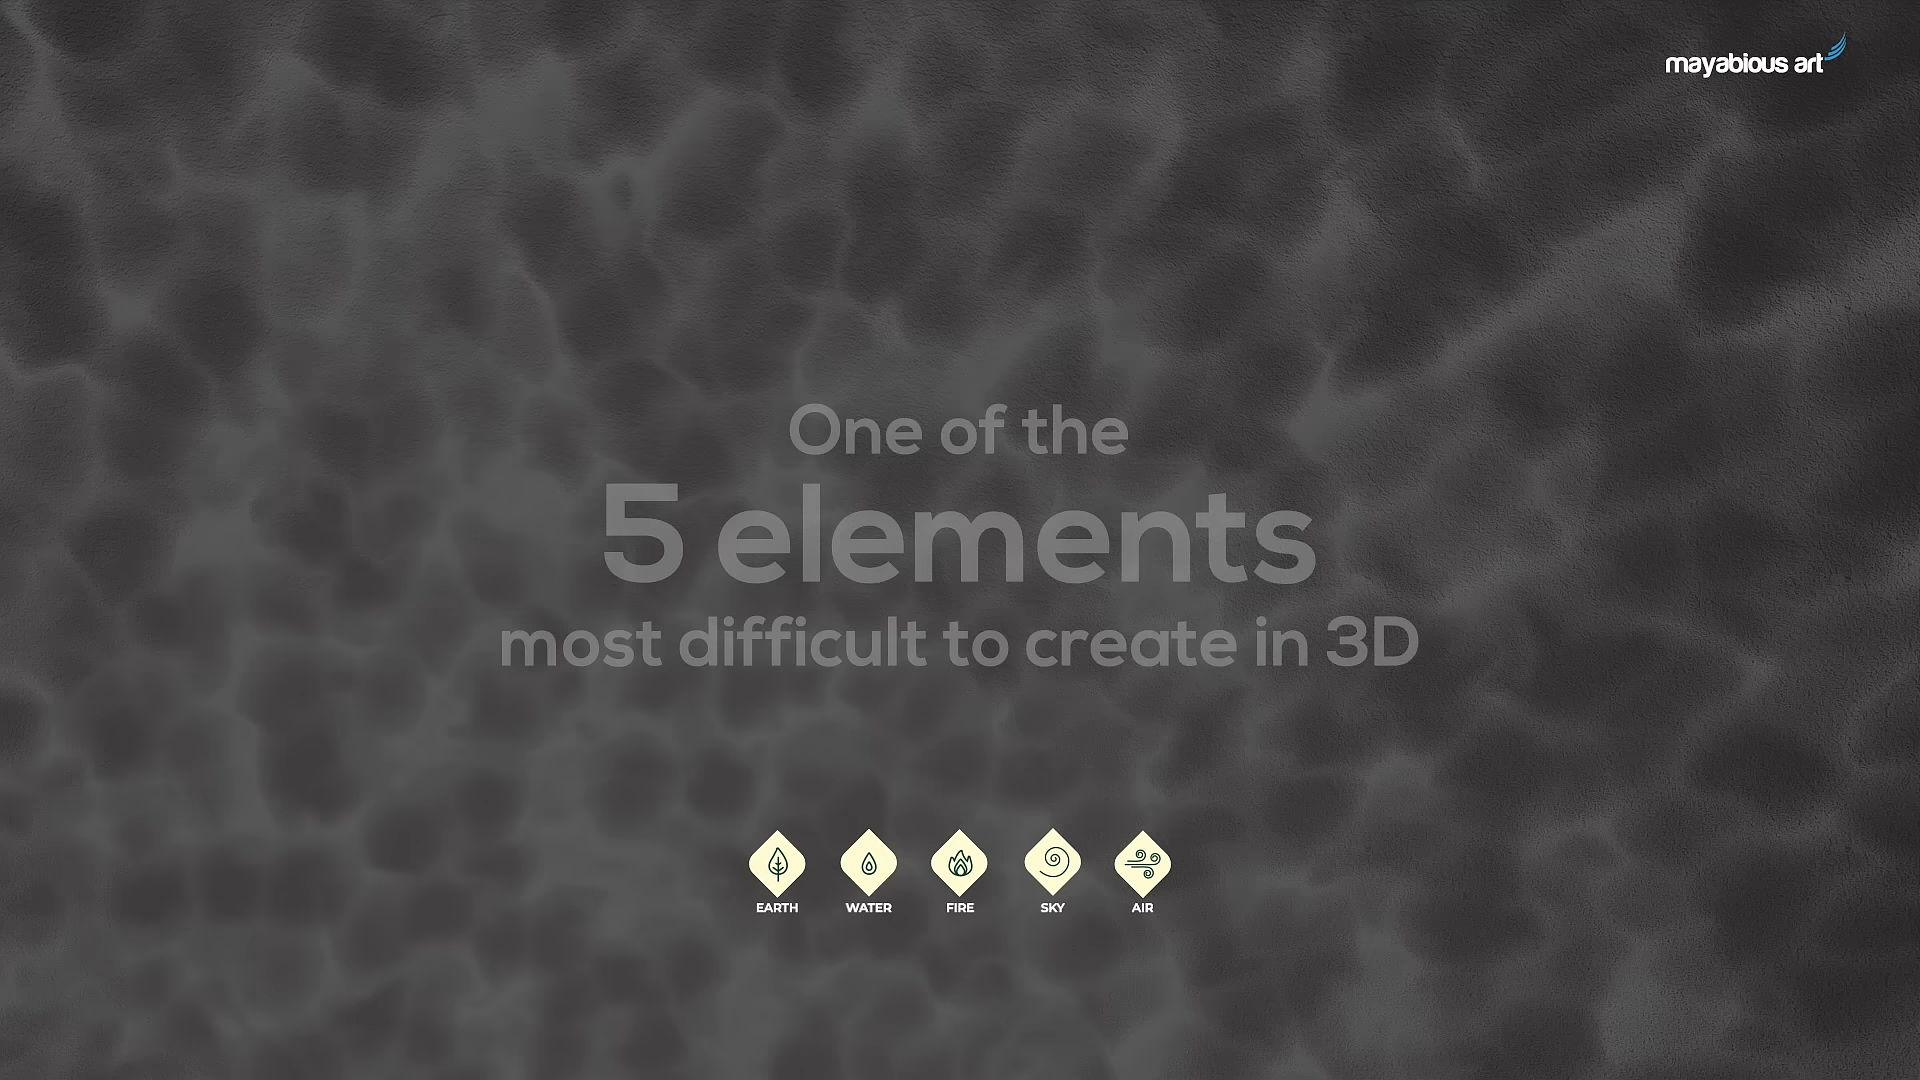 mayabious art
One of the
5 elements
most difficult to create in 3D
EARTH WATER FIRE SKY AIR